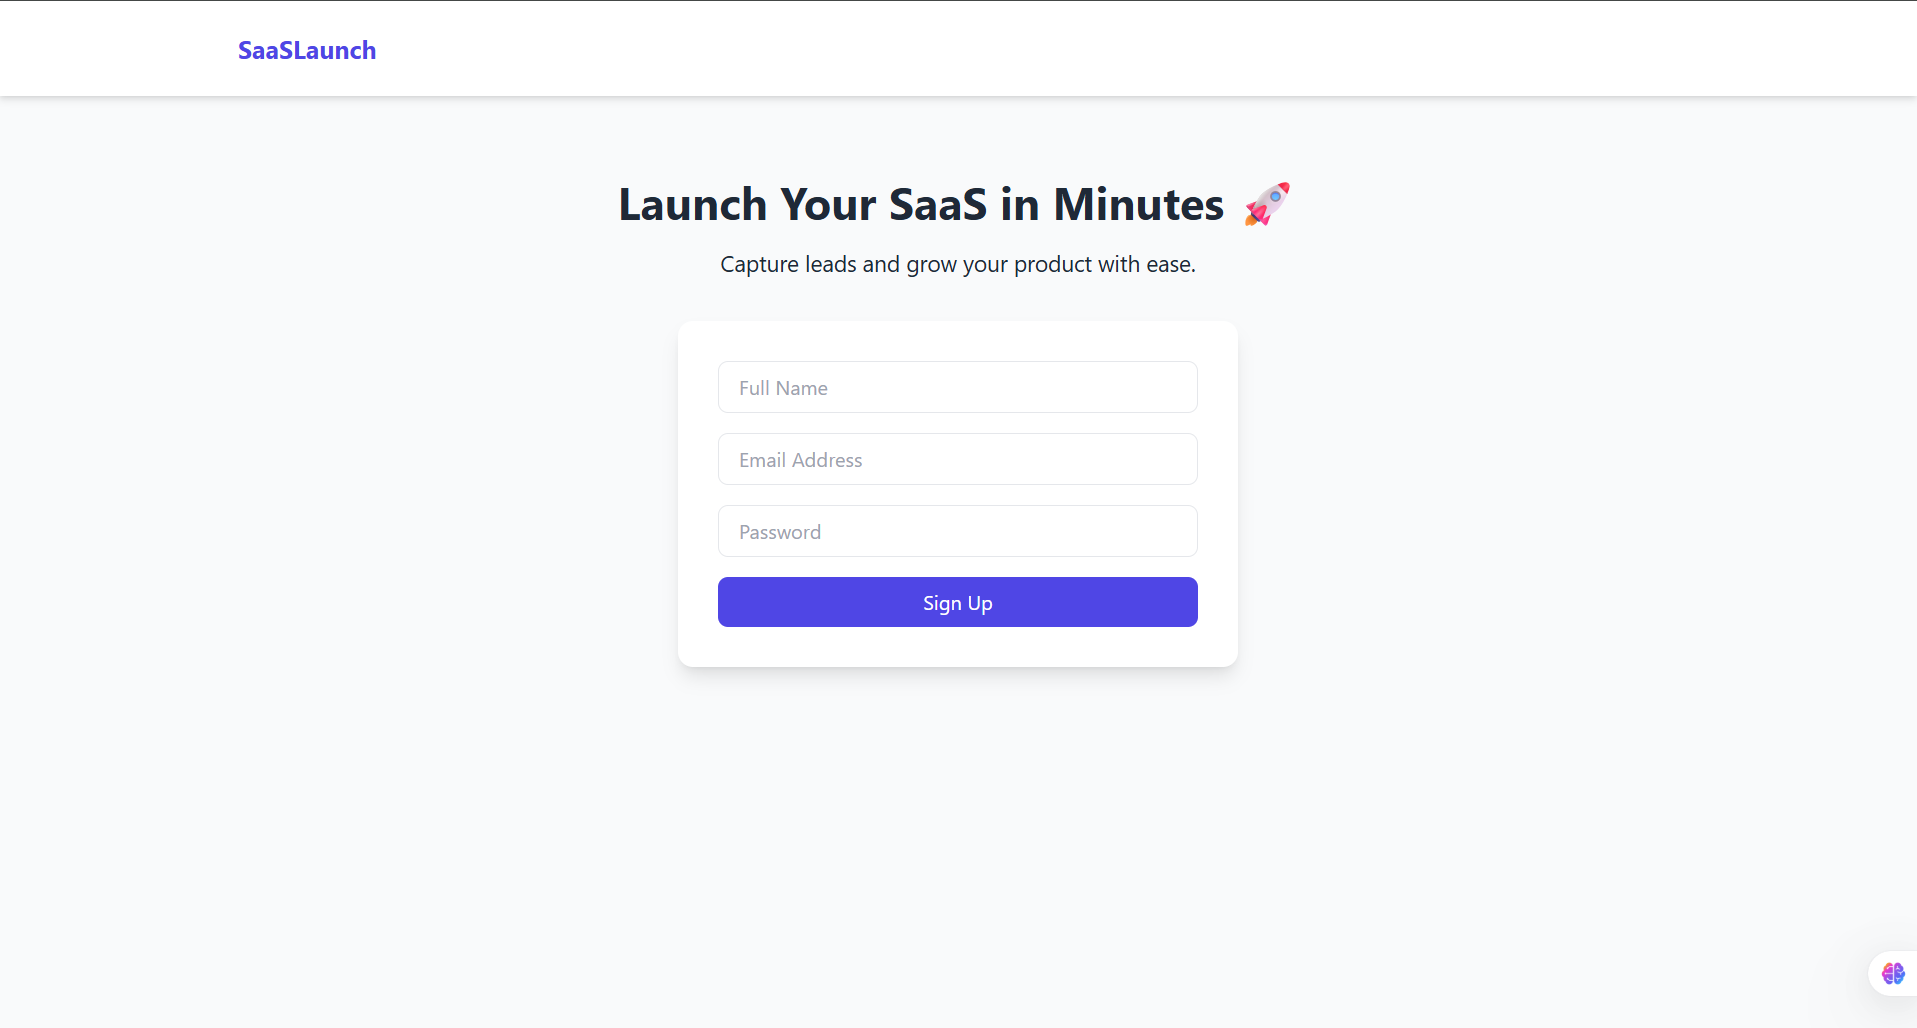 SaaSLaunch
Launch Your SaaS in Minutes 🚀
Capture leads and grow your product with ease.
Full Name
Email Address
Password
Sign Up